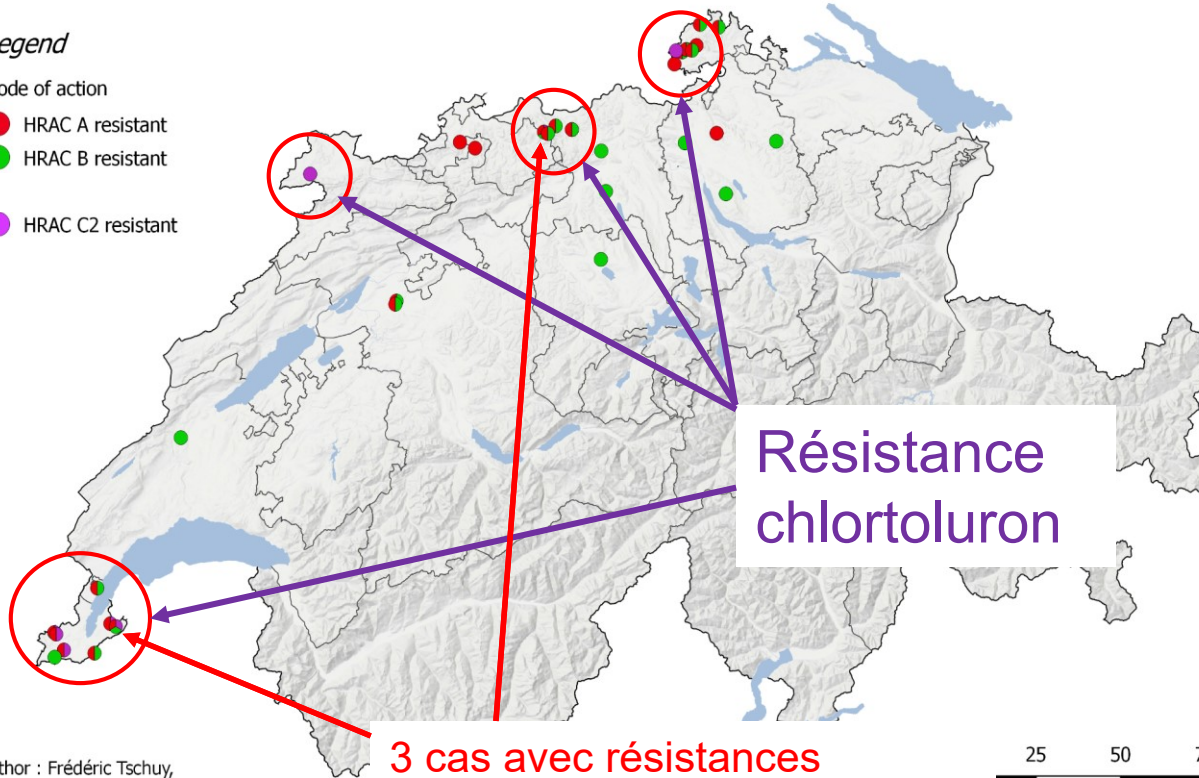 egend
ode of action
HRAC A resistant
HRAC B resistant
HRAC C2 resistant
Résistance
chlortoluron
3 cas avec résistances
thor : Frédéric Tschuy,
25 50 7